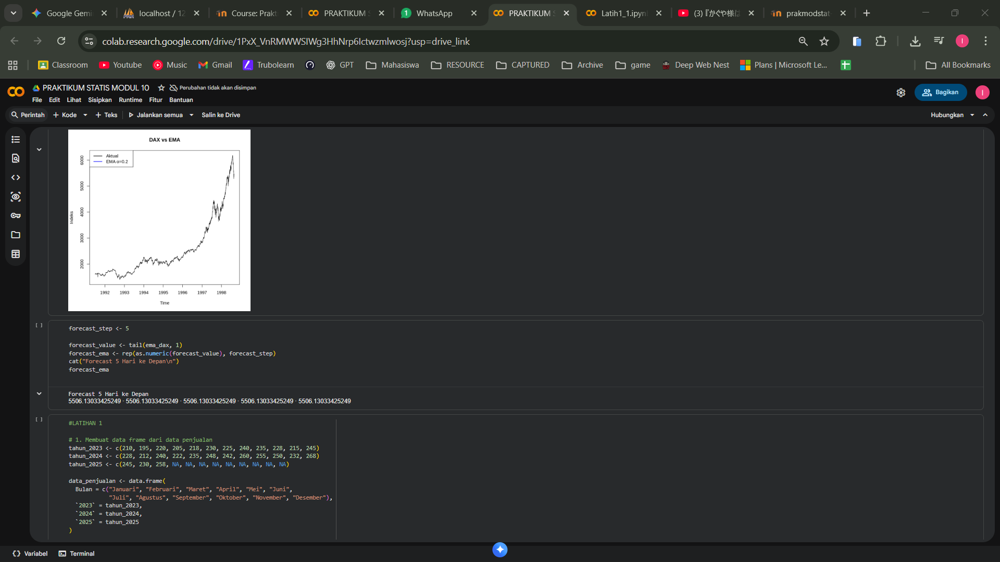 Google Gemi
localhost / 12
Course: Prakt
PRAKTIKUM S
WhatsApp
PRAKTIKUM S
Latih1_1.ipyn
(3)『かぐや様は
prakmodstat
colab.research.google.com/drive/1PxX_VnRMWWSIWg3HhNrp6Ictwzmlwosj?usp=drive_link
Classroom
Youtube
Music
Gmail
Trubolearn
GPT
Mahasiswa
RESOURCE
CAPTURED
Archive
game
Deep Web Nest
Plans | Microsoft Le...
All Bookmarks
PRAKTIKUM STATIS MODUL 10
Perubahan tidak akan disimpan
File Edit Lihat Sisipkan Runtime Fitur Bantuan
Bagikan
Perintah + Kode + Teks Jalankan semua Salin ke Drive
Hubungkan
DAX vs EMA
Aktual
EMA α=0.2
Indeks
6000
5000
4000
3000
2000
1992 1993 1994 1995 1996 1997 1998
Time
[ ]
forecast_step <- 5
forecast_value <- tail(ema_dax, 1)
forecast_ema <- rep(as.numeric(forecast_value), forecast_step)
cat("Forecast 5 Hari ke Depan\n")
forecast_ema
Forecast 5 Hari ke Depan
5506.13033425249 · 5506.13033425249 · 5506.13033425249 · 5506.13033425249 · 5506.13033425249
[ ]
#LATIHAN 1
# 1. Membuat data frame dari data penjualan
tahun_2023 <- c(210, 195, 220, 205, 218, 230, 225, 240, 235, 228, 215, 245)
tahun_2024 <- c(228, 212, 240, 222, 235, 248, 242, 260, 255, 250, 232, 268)
tahun_2025 <- c(245, 230, 258, NA, NA, NA, NA, NA, NA, NA, NA, NA)
data_penjualan <- data.frame(
Bulan = c("Januari", "Februari", "Maret", "April", "Mei", "Juni",
"Juli", "Agustus", "September", "Oktober", "November", "Desember"),
`2023` = tahun_2023,
`2024` = tahun_2024,
`2025` = tahun_2025
)
Variabel
Terminal